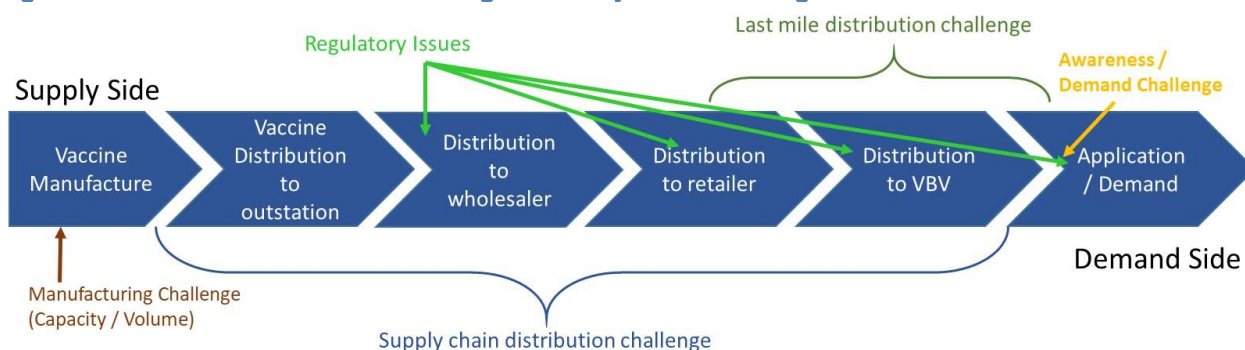 Last mile distribution challenge
Regulatory Issues
Awareness /
Demand Challenge
Supply Side
Vaccine
Manufacture
Vaccine
Distribution
to
outstation
Distribution
to
wholesaler
Distribution
to retailer
Distribution
to VBV
Application
/ Demand
Demand Side
Manufacturing Challenge
(Capacity / Volume)
Supply chain distribution challenge